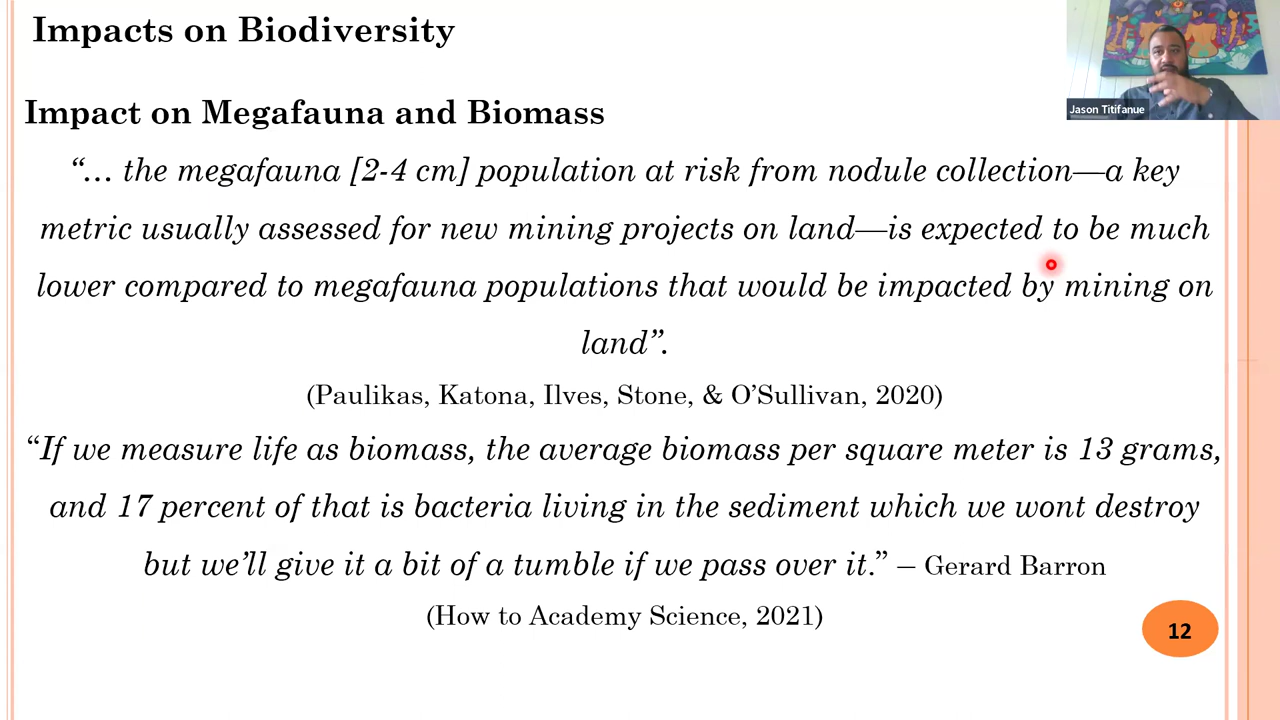 Impacts on Biodiversity
Jason Titifanue
Impact on Megafauna and Biomass
“… the megafauna [2-4 cm] population at risk from nodule collection—a key
metric usually assessed for new mining projects on land—is expected to be much
lower compared to megafauna populations that would be impacted by mining on
land”.
(Paulikas, Katona, Ilves, Stone, & O’Sullivan, 2020)
“If we measure life as biomass, the average biomass per square meter is 13 grams,
and 17 percent of that is bacteria living in the sediment which we wont destroy
but we’ll give it a bit of a tumble if we pass over it.” – Gerard Barron
(How to Academy Science, 2021)
12